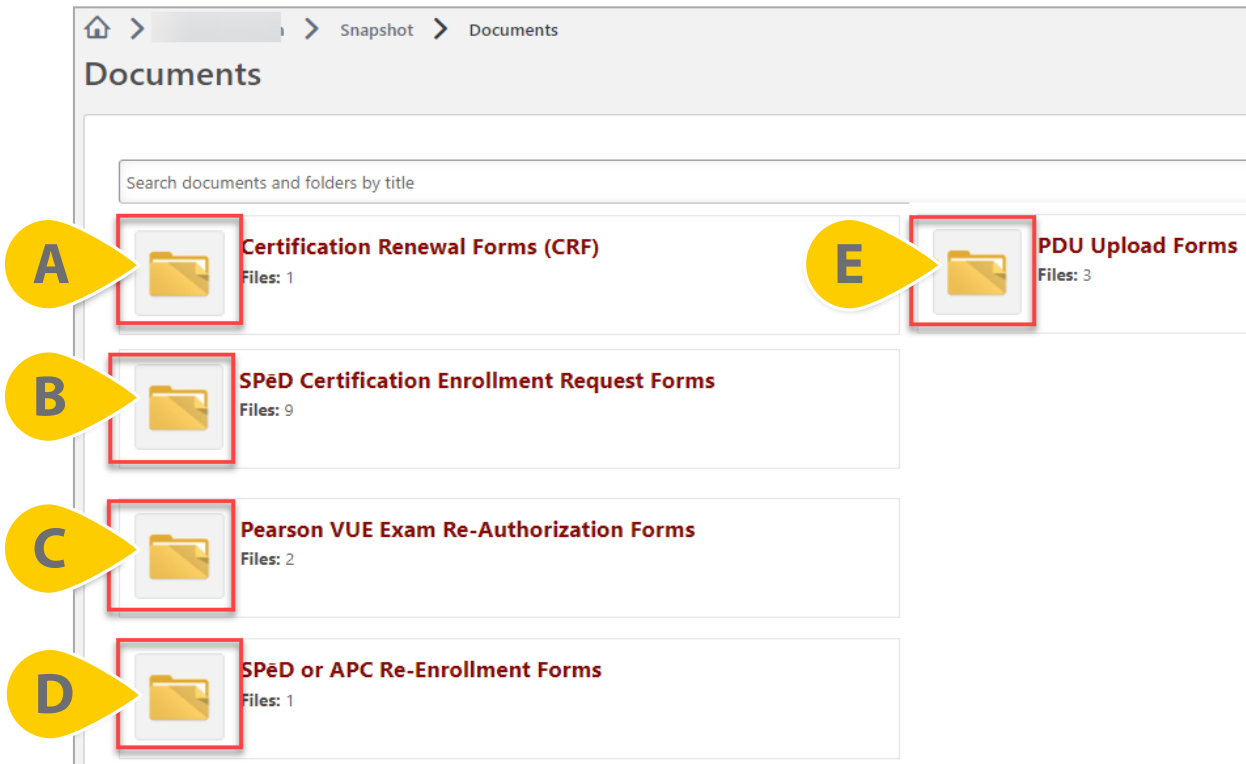 Snapshot Documents
Documents
Search documents and folders by title
A
Certification Renewal Forms (CRF)
Files: 1
E
PDU Upload Forms
Files: 3
B
SPēD Certification Enrollment Request Forms
Files: 9
C
Pearson VUE Exam Re-Authorization Forms
Files: 2
D
SPēD or APC Re-Enrollment Forms
Files: 1